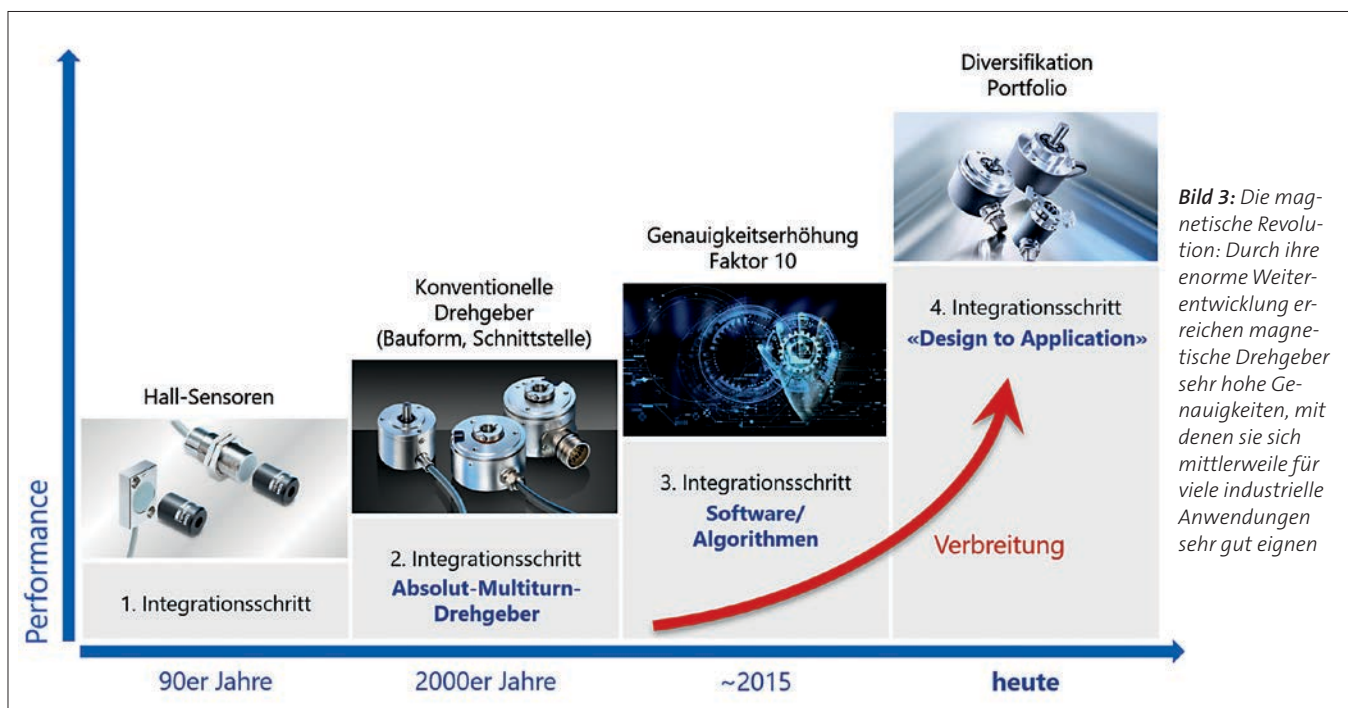 Performance
Hall-Sensoren
1. Integrationsschritt
90er Jahre
Konventionelle
Drehgeber
(Bauform, Schnittstelle)
2. Integrationsschritt
Absolut-Multiturn-
Drehgeber
2000er Jahre
Genauigkeitserhöhung
Faktor 10
3. Integrationsschritt
Software/
Algorithmen
~2015
Diversifikation
Portfolio
4. Integrationsschritt
«Design to Application»
Verbreitung
heute
Bild 3: Die mag-
netische Revolu-
tion: Durch ihre
enorme Weiter-
entwicklung er-
reichen magne-
tische Drehgeber
sehr hohe Ge-
nauigkeiten, mit
denen sie sich
mittlerweile für
viele industrielle
Anwendungen
sehr gut eignen